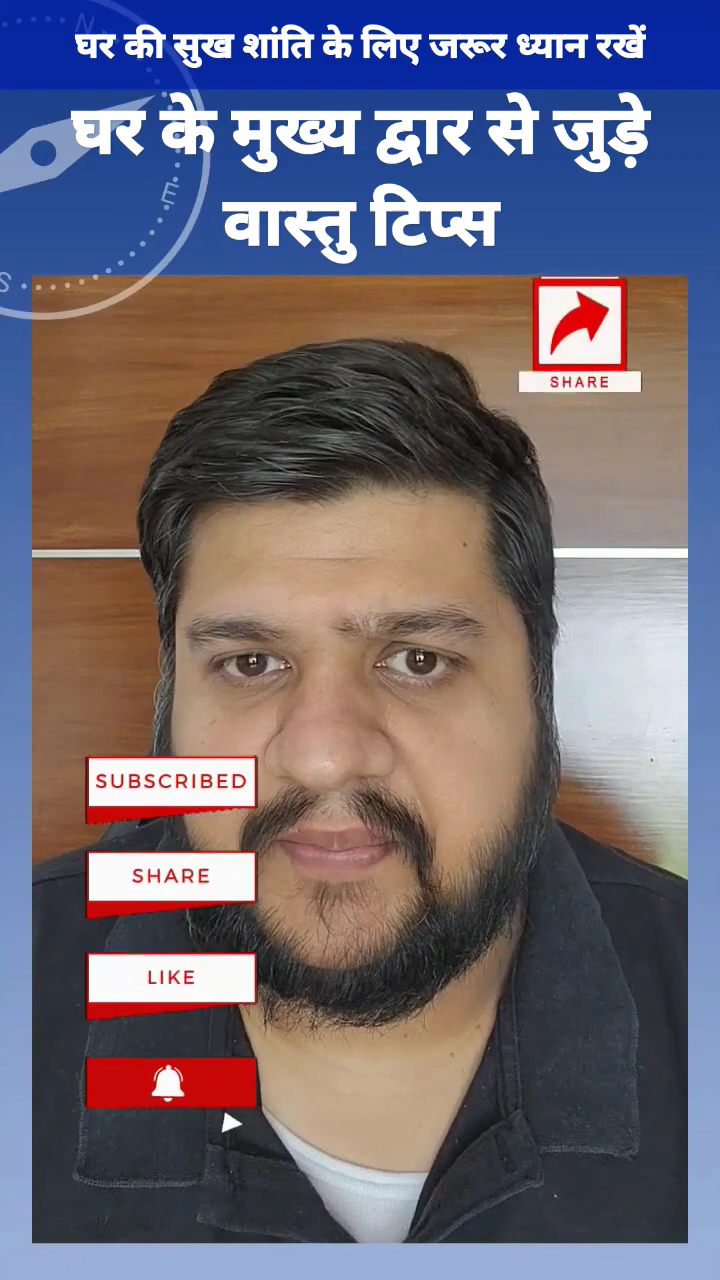 घर की सुख शांति के लिए जरूर ध्यान रखें
घर के मुख्य द्वार से जुड़े
वास्तु टिप्स
N
E
S
SHARE
SUBSCRIBED
SHARE
LIKE